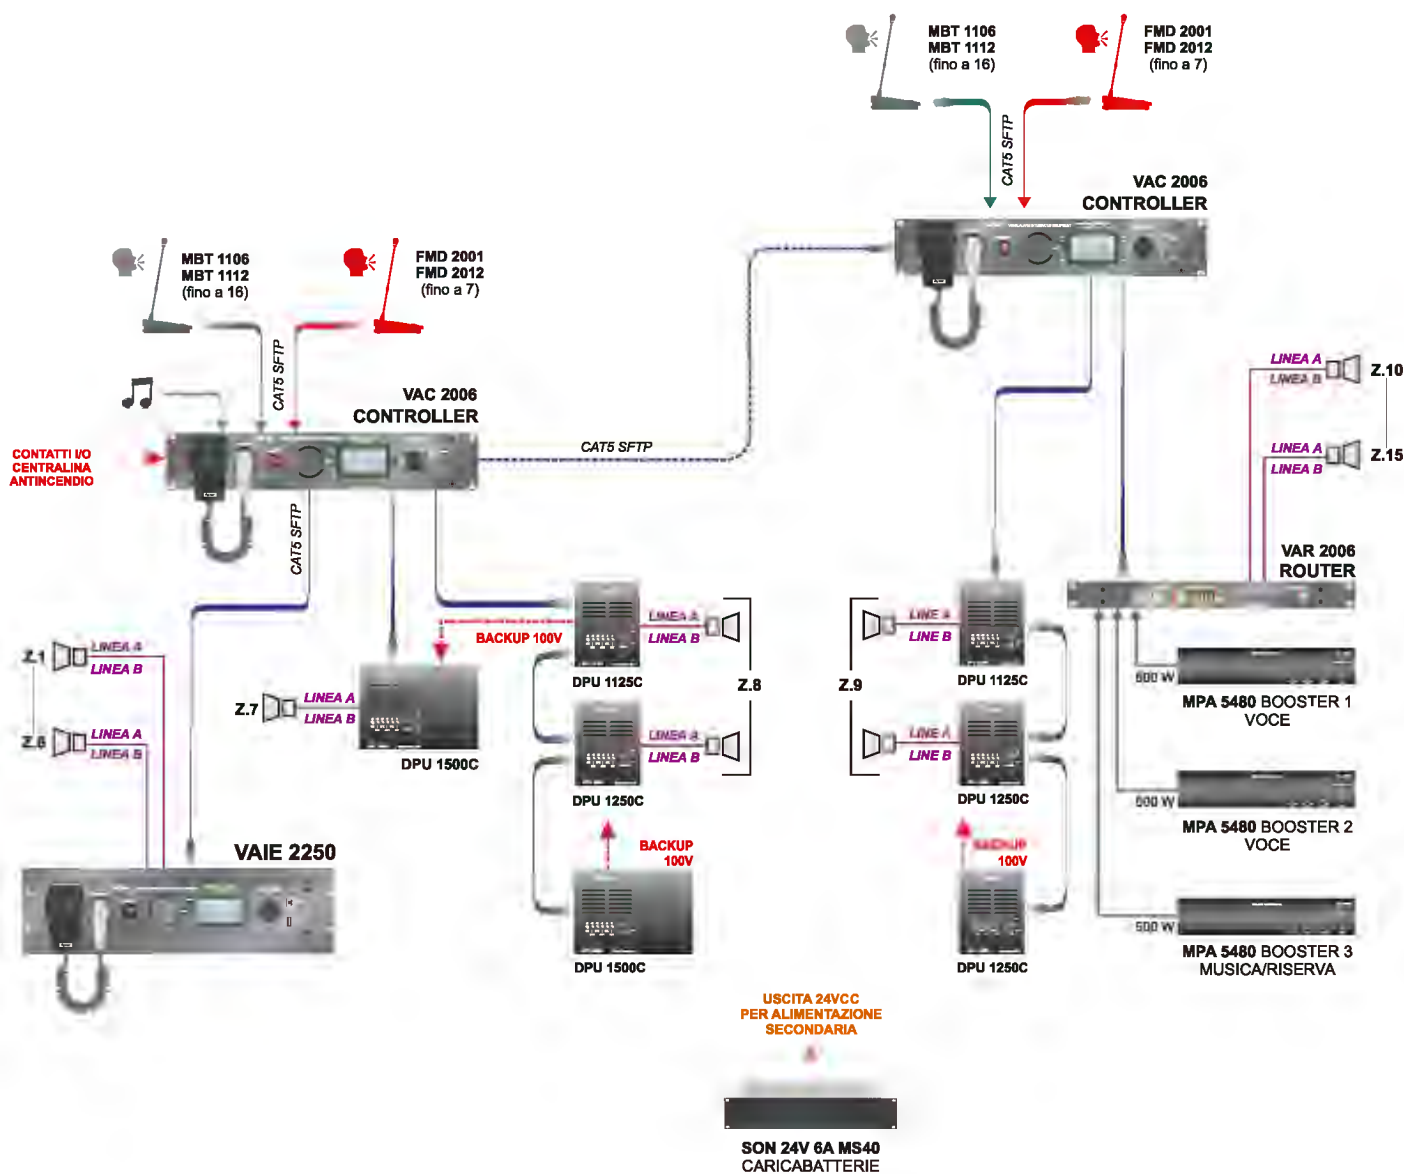 MBT 1106
MBT 1112
(fino a 16)
FMD 2001
FMD 2012
(fino a 7)
CAT5 SFTP
VAC 2006
CONTROLLER
MBT 1106
MBT 1112
(fino a 16)
FMD 2001
FMD 2012
(fino a 7)
CAT5 SFTP
VAC 2006
CONTROLLER
CONTATTI I/O
CENTRALINA
ANTINCENDIO
CAT5 SFTP
CAT5 SFTP
LINEA A
LINEA B
Z.10
LINEA A
LINEA B
Z.15
VAR 2006
ROUTER
Z.1
LINEA A
LINEA B
Z.6
LINEA A
LINEA B
Z.7
LINEA A
LINEA B
DPU 1500C
BACKUP 100V
DPU 1125C
LINEA A
LINEA B
Z.8
DPU 1250C
LINEA A
LINEA B
BACKUP
100V
DPU 1500C
Z.9
LINE A
LINE B
DPU 1125C
LINE A
LINE B
DPU 1250C
BACKUP
100V
DPU 1250C
500 W
MPA 5480 BOOSTER 1
VOCE
500 W
MPA 5480 BOOSTER 2
VOCE
500 W
MPA 5480 BOOSTER 3
MUSICA/RISERVA
VAIE 2250
USCITA 24VCC
PER ALIMENTAZIONE
SECONDARIA
SON 24V 6A MS40
CARICABATTERIE